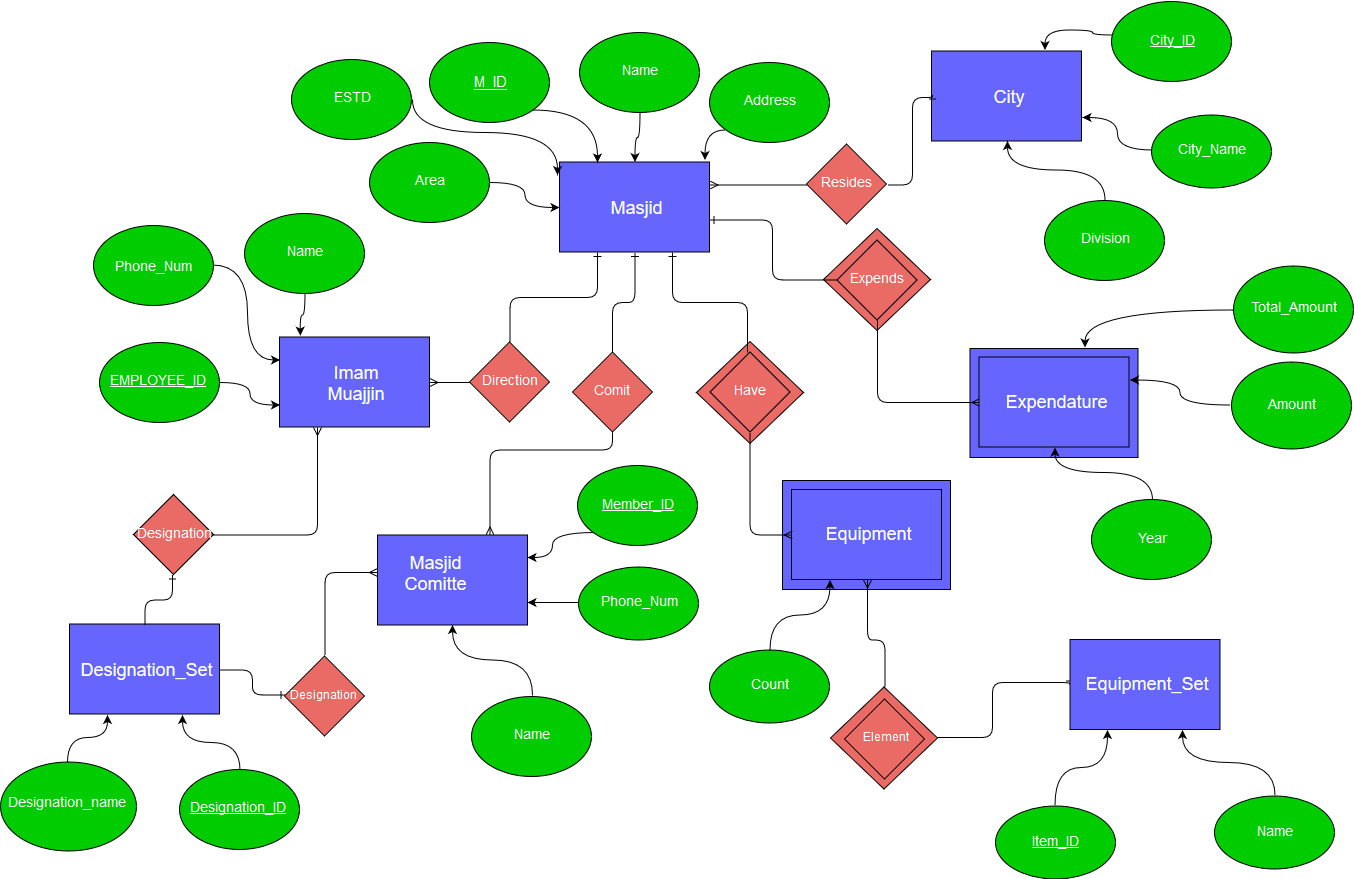 City_ID
M_ID
Name
ESTD
Address
City
City_Name
Area
Resides
Masjid
Division
Phone_Num
Name
Expends
Total_Amount
EMPLOYEE_ID
Imam
Muajjin
Direction
Comit
Have
Expendature
Amount
Member_ID
Designation
Equipment
Year
Masjid
Comitte
Phone_Num
Designation_Set
Designation
Count
Equipment_Set
Name
Element
Designation_name
Designation_ID
Item_ID
Name